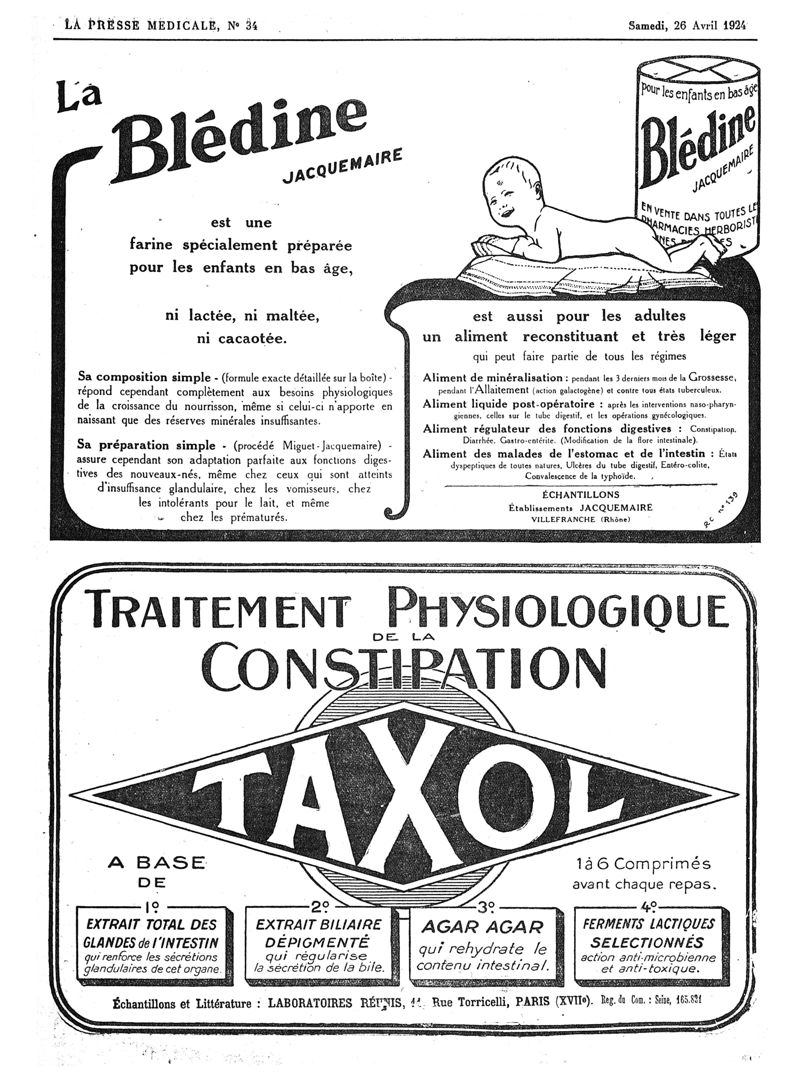 LA PRESSE MEDICALE, Nº 34
Samedi, 26 Avril 1924
La
Blédine
JACQUEMAIRE
est une
farine spécialement préparée
pour les enfants en bas âge,
ni lactée, ni maltée,
ni cacaotée.
Sa composition simple - (formule exacte détaillée sur la boîte) -
répond cependant complètement aux besoins physiologiques
de la croissance du nourrisson, même si celui-ci n'apporte en
naissant que des réserves minérales insuffisantes.
Sa préparation simple - (procédé Miguet-Jacquemaire) -
assure cependant son adaptation parfaite aux fonctions diges-
tives des nouveaux-nés, même chez ceux qui sont atteints
d'insuffisance glandulaire, chez les vomisseurs, chez
les intolérants pour le lait, et même
chez les prématurés.
pour les enfants en bas âge
Blédine
JACQUEMAIRE
EN VENTE DANS TOUTES LE
PHARMACIES HERBORIST
est aussi pour les adultes
un aliment reconstituant et très léger
qui peut faire partie de tous les régimes
Aliment de minéralisation : pendant les 3 derniers mois de la Grossesse,
pendant l'Allaitement (action galactogène) et contre tous états tuberculeux.
Aliment liquide post-opératoire : après les interventions naso-pharyn-
giennes, celles sur le tube digestif, et les opérations gynécologiques.
Aliment régulateur des fonctions digestives : Constipation,
Diarrhée, Gastro-entérite. (Modification de la flore intestinale).
Aliment des malades de l'estomac et de l'intestin : États
dyspeptiques de toutes natures, Ulcères du tube digestif, Entéro-colite,
Convalescence de la typhoïde.
ÉCHANTILLONS
Établissements JACQUEMAIRE
VILLEFRANCHE (Rhône)
R C nº 139
TRAITEMENT PHYSIOLOGIQUE
DE LA
CONSTIPATION
TAXOL
A BASE
DE
1à6 Comprimés
avant chaque repas.
1º
EXTRAIT TOTAL DES
GLANDES de l'INTESTIN
qui renforce les sécrétions
glandulaires de cet organe.
2º
EXTRAIT BILIAIRE
DÉPIGMENTÉ
qui régularise
la sécrétion de la bile.
3º
AGAR AGAR
qui rehydrate le
contenu intestinal.
4º
FERMENTS LACTIQUES
SELECTIONNÉS
action anti-microbienne
et anti-toxique.
Échantillons et Littérature : LABORATOIRES RÉUNIS, 11, Rue Torricelli, PARIS (XVIIe). Reg. du Com. : Seine, 165.831